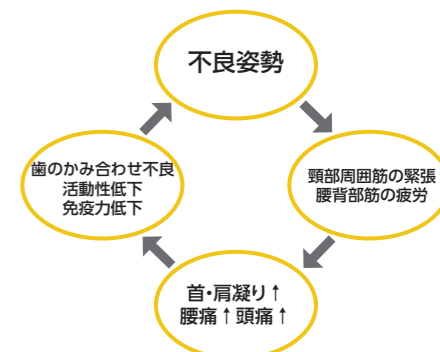 不良姿勢
頸部周囲筋の緊張
腰背部筋の疲労
首・肩凝り↑
腰痛↑頭痛↑
歯のかみ合わせ不良
活動性低下
免疫力低下